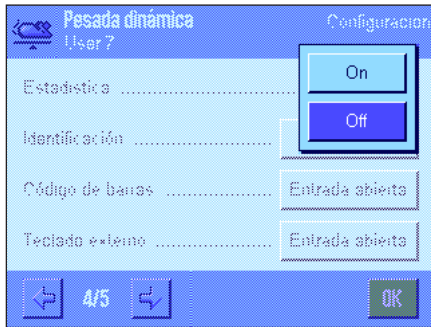 Pesada dinámica
Configuración
User 7
On
Estadística ....................
Off
Identificación ....................
Código de barras .................... Entrada abierta
Teclado externo .................... Entrada abierta
4/5
OK